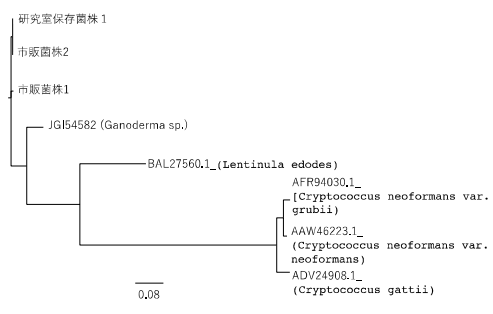 研究室保存菌株1
市販菌株2
市販菌株1
JGI54582 (Ganoderma sp.)
BAL27560.1_(Lentinula edodes)
AFR94030.1_
[Cryptococcus neoformans var.
grubii)
AAW46223.1_
(Cryptococcus neoformans var.
neoformans)
ADV24908.1_
(Cryptococcus gattii)
0.08